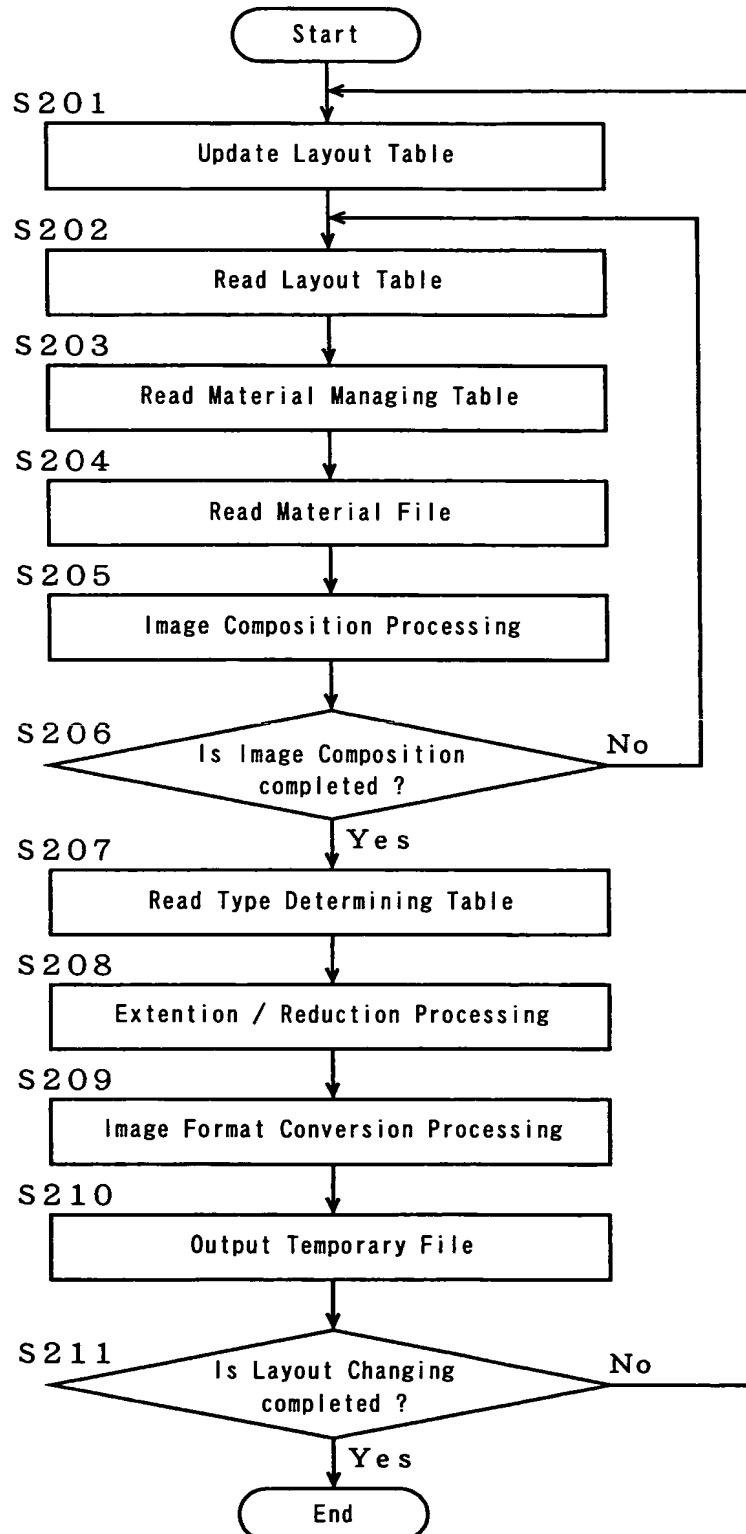 Start
S201
Update Layout Table
S202
Read Layout Table
S203
Read Material Managing Table
S204
Read Material File
S205
Image Composition Processing
S206
Is Image Composition
completed ?
No
Yes
S207
Read Type Determining Table
S208
Extention / Reduction Processing
S209
Image Format Conversion Processing
S210
Output Temporary File
S211
Is Layout Changing
completed ?
No
Yes
End